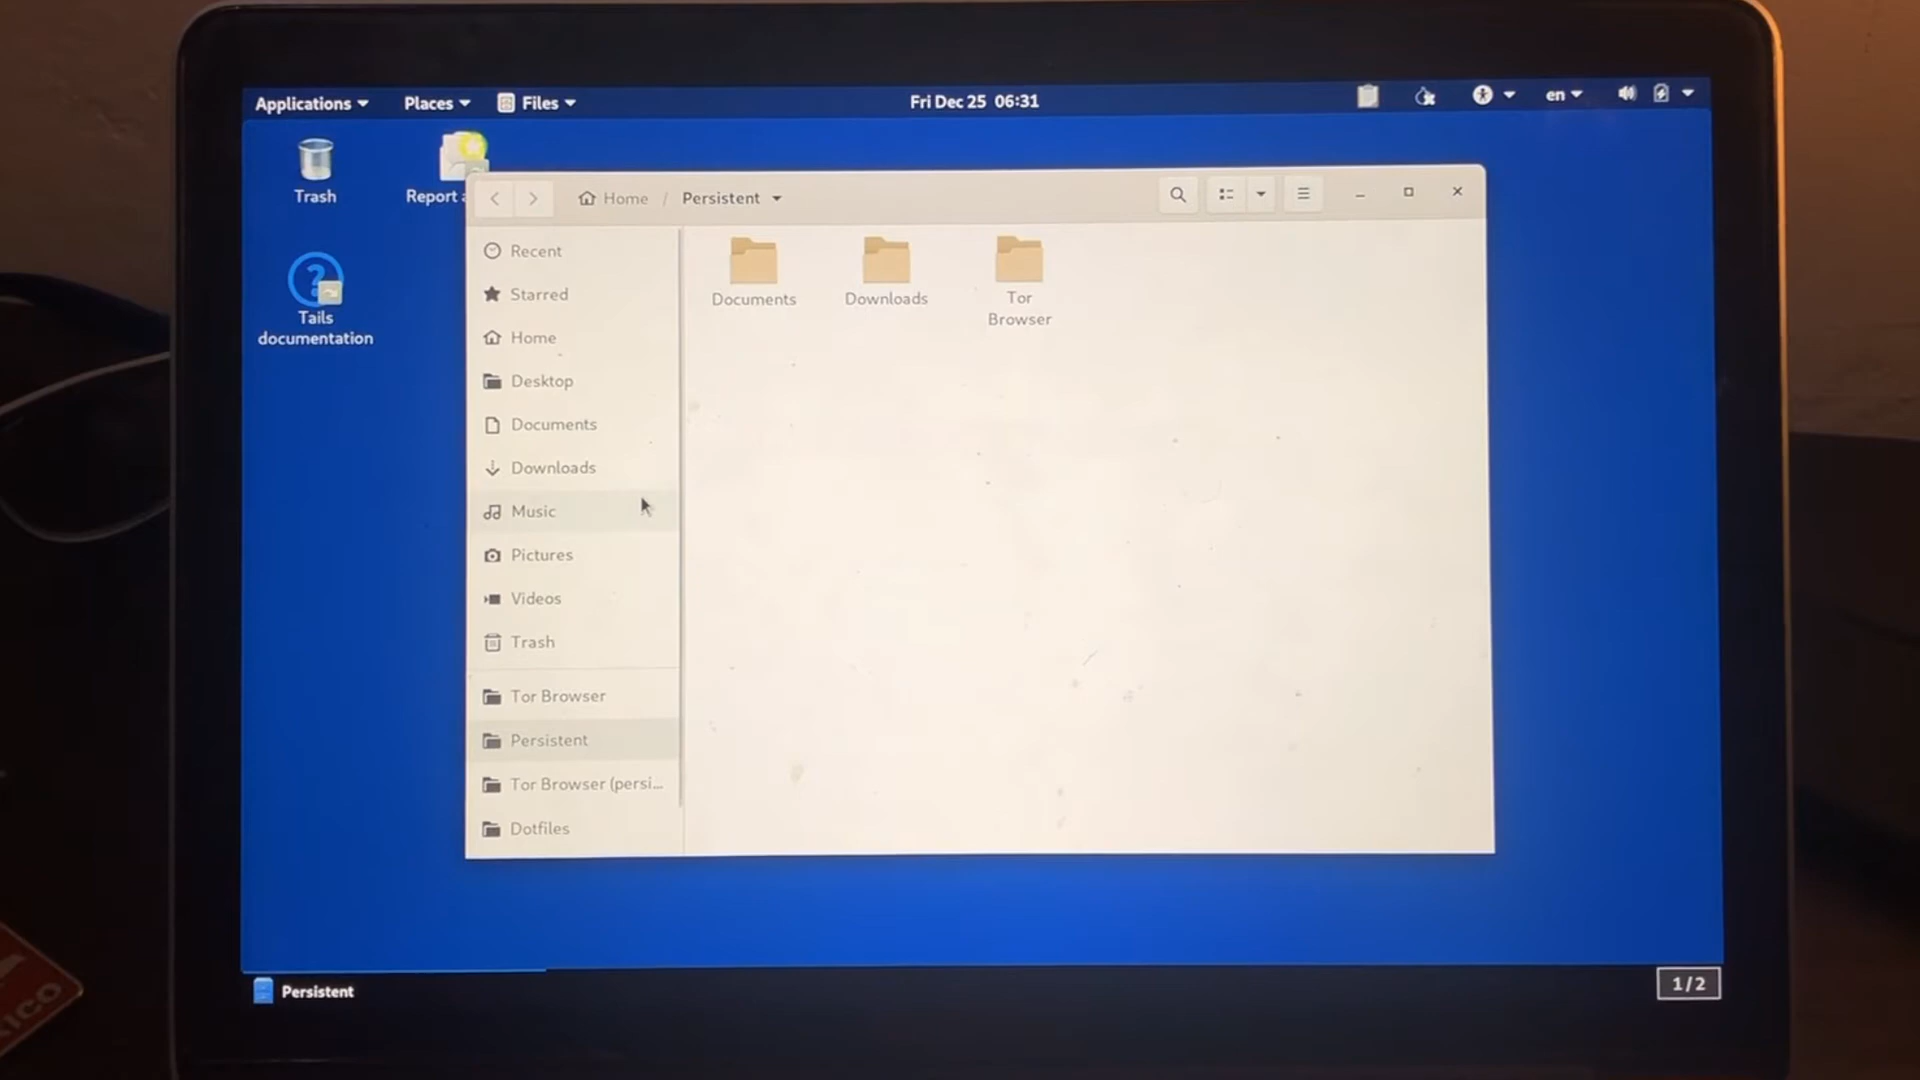 Applications Places Files Fri Dec 25 06:31 en
Trash
Report
Tails
documentation
Home / Persistent
Recent
Starred
Home
Desktop
Documents
Downloads
Music
Pictures
Videos
Trash
Tor Browser
Persistent
Tor Browser (persi...
Dotfiles
Documents
Downloads
Tor
Browser
Persistent
1/2